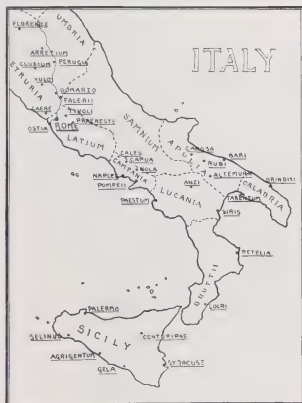 ITALY
FLORENCE
UMBRIA
ARRETIUM
CLUSIUM
PERUGIA
ETRURIA
VULCI
BOMARZO
FALERII
CAERE
TIVOLI
PRAENESTE
OSTIA
ROME
LATIUM
SAMNIUM
APULIA
CANOSA
BARI
RUBI
CALES
CAPUA
NOLA
CAMPANIA
NAPLES
POMPEII
ALTEMURA
ANZI
BRINDISI
CALABRIA
TARENTUM
LUCANIA
PAESTUM
SIRIS
PETELIA
BRUTTII
LOCRI
PALERMO
SELINUS
SICILY
CENTORIPAE
AGRIGENTUM
GELA